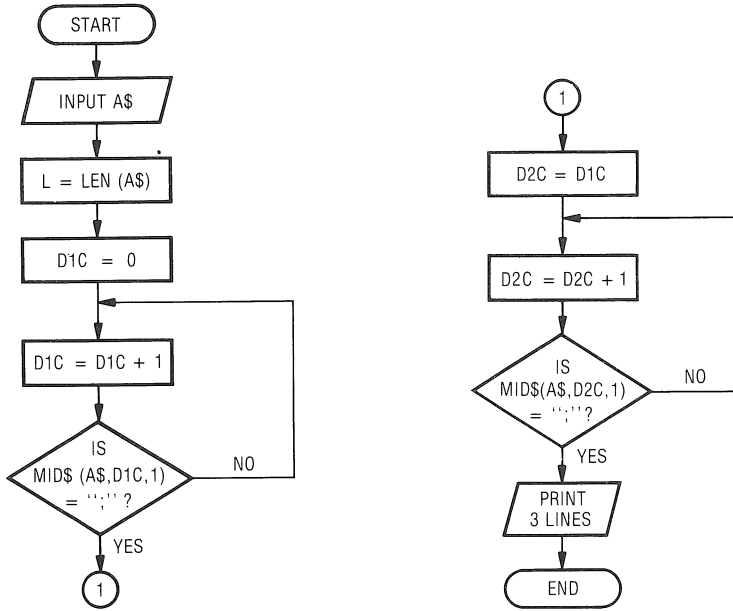 START
INPUT A$
L = LEN (A$)
D1C = 0
D1C = D1C + 1
IS
MID$ (A$,D1C,1)
= ‘‘;’’ ?
NO
YES
1
1
D2C = D1C
D2C = D2C + 1
IS
MID$(A$,D2C,1)
= ‘‘;’’?
NO
YES
PRINT
3 LINES
END